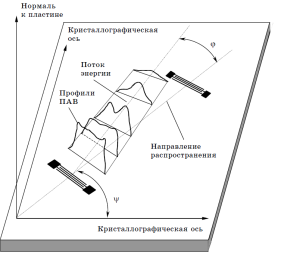 Нормаль
к пластине
Кристаллографическая
ось
φ
Поток
энергии
Профили
ПАВ
Направление
распространения
ψ
Кристаллографическая ось